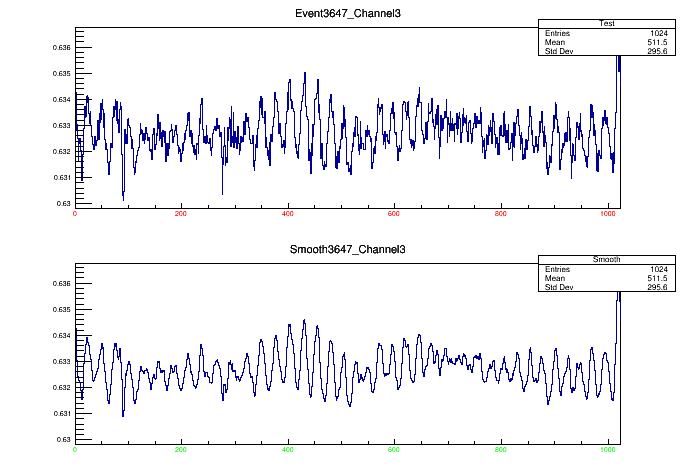 Event3647_Channel3
Test
Entries 1024
Mean 511.5
Std Dev 295.6
0.636
0.635
0.634
0.633
0.632
0.631
0.63
0 200 400 600 800 1000
Smooth3647_Channel3
Smooth
Entries 1024
Mean 511.5
Std Dev 295.6
0.636
0.635
0.634
0.633
0.632
0.631
0.63
0 200 400 600 800 1000